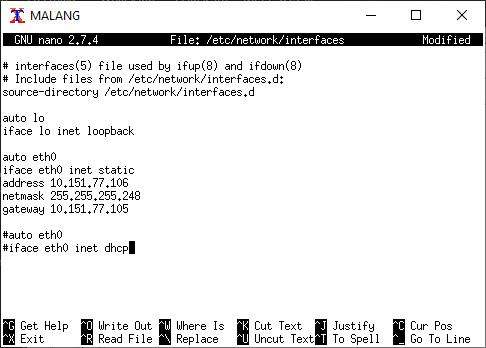 MALANG
GNU nano 2.7.4 File: /etc/network/interfaces Modified
# interfaces(5) file used by ifup(8) and ifdown(8)
# Include files from /etc/network/interfaces.d:
source-directory /etc/network/interfaces.d
auto lo
iface lo inet loopback
auto eth0
iface eth0 inet static
address 10.151.77.106
netmask 255.255.255.248
gateway 10.151.77.105
#auto eth0
#iface eth0 inet dhcp
^G Get Help ^O Write Out ^W Where Is ^K Cut Text ^J Justify ^C Cur Pos
^X Exit ^R Read File ^\ Replace ^U Uncut Text ^T To Spell ^_ Go To Line